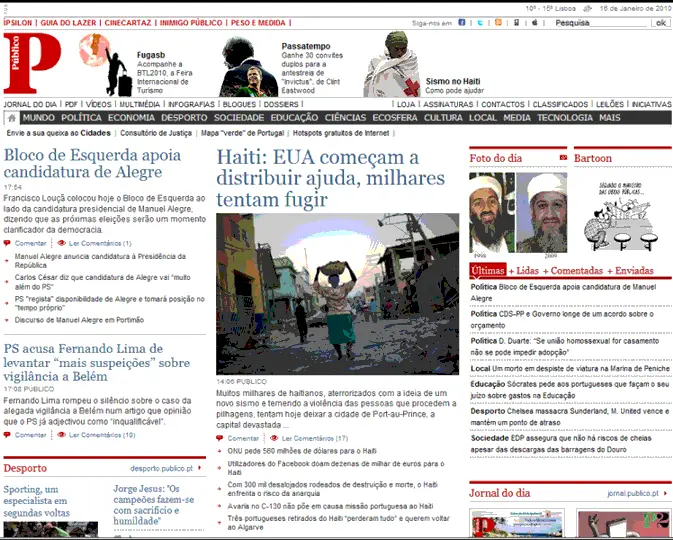 10º - 15º Lisboa 16 de Janeiro de 2010
ÍPSILON | GUIA DO LAZER | CINECARTAZ | INIMIGO PÚBLICO | PESO E MEDIDA |
Siga-nos em Pesquisa ok
Público
P
Fugasb
Acompanhe a
BTL2010, a Feira
Internacional de
Turismo
Passatempo
Ganhe 30 convites
duplos para a
antestreia de
"Invictus", de Clint
Eastwood
Sismo no Haiti
Como pode ajudar
JORNAL DO DIA | PDF | VÍDEOS | MULTIMÉDIA | INFOGRAFIAS | BLOGUES | DOSSIERS |
| LOJA | ASSINATURAS | CONTACTOS | CLASSIFICADOS | LEILÕES | INICIATIVAS
MUNDO POLÍTICA ECONOMIA DESPORTO SOCIEDADE EDUCAÇÃO CIÊNCIAS ECOSFERA CULTURA LOCAL MEDIA TECNOLOGIA MAIS
Envie a sua queixa ao Cidades | Consultório de Justiça | Mapa "verde" de Portugal | Hotspots gratuitos de Internet |
Bloco de Esquerda apoia
candidatura de Alegre
17:54
Francisco Louçã colocou hoje o Bloco de Esquerda ao
lado da candidatura presidencial de Manuel Alegre,
dizendo que as próximas eleições serão um momento
clarificador da democracia.
Comentar Ler Comentários (1)
Manuel Alegre anuncia candidatura à Presidência da
República
Carlos César diz que candidatura de Alegre vai "muito
além do PS"
PS "regista" disponibilidade de Alegre e tomará posição no
"tempo próprio"
Discurso de Manuel Alegre em Portimão
PS acusa Fernando Lima de
levantar “mais suspeições” sobre
vigilância a Belém
17:08 PÚBLICO
Fernando Lima rompeu o silêncio sobre o caso da
alegada vigilância a Belém num artigo que opinião
que o PS já adjectivou como “inqualificável”.
Comentar Ler Comentários (19)
Desporto desporto.publico.pt
Sporting, um
especialista em
segundas voltas
Jorge Jesus: "Os
campeões fazem-se
com sacrifício e
humildade"
Haiti: EUA começam a
distribuir ajuda, milhares
tentam fugir
14:06 PÚBLICO
Muitos milhares de haitianos, aterrorizados com a ideia de um
novo sismo e temendo a violência das pessoas que procedem a
pilhagens, tentam hoje deixar a cidade de Port-au-Prince, a
capital devastada ...
Comentar Ler Comentários (17)
ONU pede 560 milhões de dólares para o Haiti
Utilizadores do Facebook doam dezenas de milhar de euros para o
Haiti
Com 300 mil desalojados rodeados de destruição e morte, o Haiti
enfrenta o risco da anarquia
Avaris no C-130 não põe em causa missão portuguesa ao Haiti
Três portugueses retirados do Haiti "perderam tudo" e querem voltar
ao Algarve
Foto do dia
1998 2009
Bartoon
Últimas + Lidas + Comentadas + Enviadas
Política Bloco de Esquerda apoia candidatura de Manuel
Alegre
Política CDS-PP e Governo longe de um acordo sobre o
orçamento
Política D. Duarte: “Se união homossexual for casamento
não se pode impedir adopção”
Local Um morto em despiste de viatura na Marinha de Peniche
Educação Sócrates pede aos portugueses que façam o seu
juízo sobre gastos na Educação
Desporto Chelsea massacra Sunderland, M. United vence e
mantém um ponto de atraso
Sociedade EDP assegura que não há riscos de cheias
apesar das descargas das barragens do Douro
Jornal do dia jornal.publico.pt